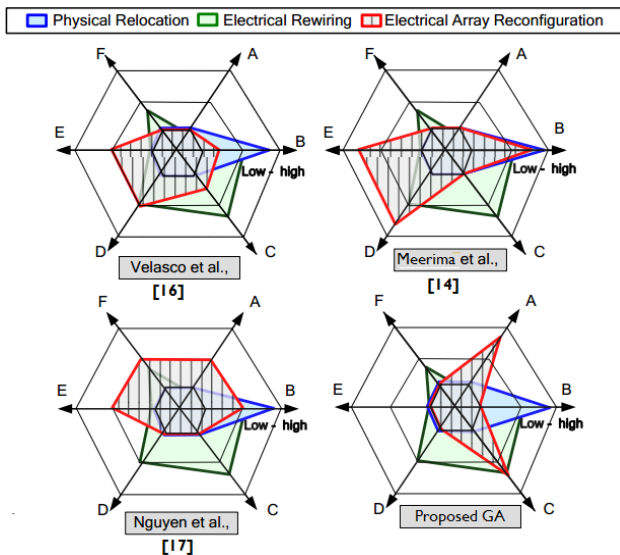 Physical Relocation Electrical Rewiring Electrical Array Reconfiguration
F A
E B
Low - high
D C
Velasco et al.,
[16]
F A
E B
Low - high
D C
Meerima et al.,
[14]
F A
E B
Low - high
D C
Nguyen et al.,
[17]
F A
E B
Low - high
D C
Proposed GA